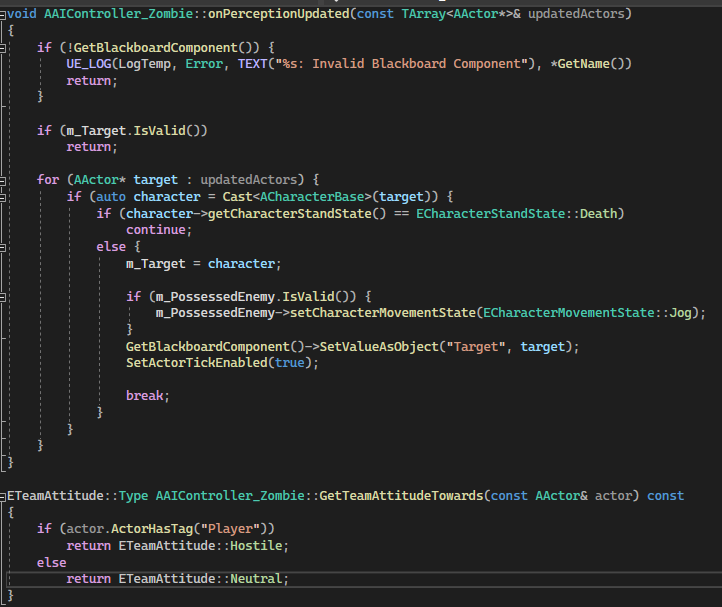 void AAIController_Zombie::onPerceptionUpdated(const TArray<AActor*>& updatedActors)
{
    if (!GetBlackboardComponent()) {
        UE_LOG(LogTemp, Error, TEXT("%s: Invalid Blackboard Component"), *GetName())
        return;
    }

    if (m_Target.IsValid())
        return;

    for (AActor* target : updatedActors) {
        if (auto character = Cast<ACharacterBase>(target)) {
            if (character->getCharacterStandState() == ECharacterStandState::Death)
                continue;
            else {
                m_Target = character;

                if (m_PossessedEnemy.IsValid()) {
                    m_PossessedEnemy->setCharacterMovementState(ECharacterMovementState::Jog);
                }
                GetBlackboardComponent()->SetValueAsObject("Target", target);
                SetActorTickEnabled(true);

                break;
            }
        }
    }
}

ETeamAttitude::Type AAIController_Zombie::GetTeamAttitudeTowards(const AActor& actor) const
{
    if (actor.ActorHasTag("Player"))
        return ETeamAttitude::Hostile;
    else
        return ETeamAttitude::Neutral;
}